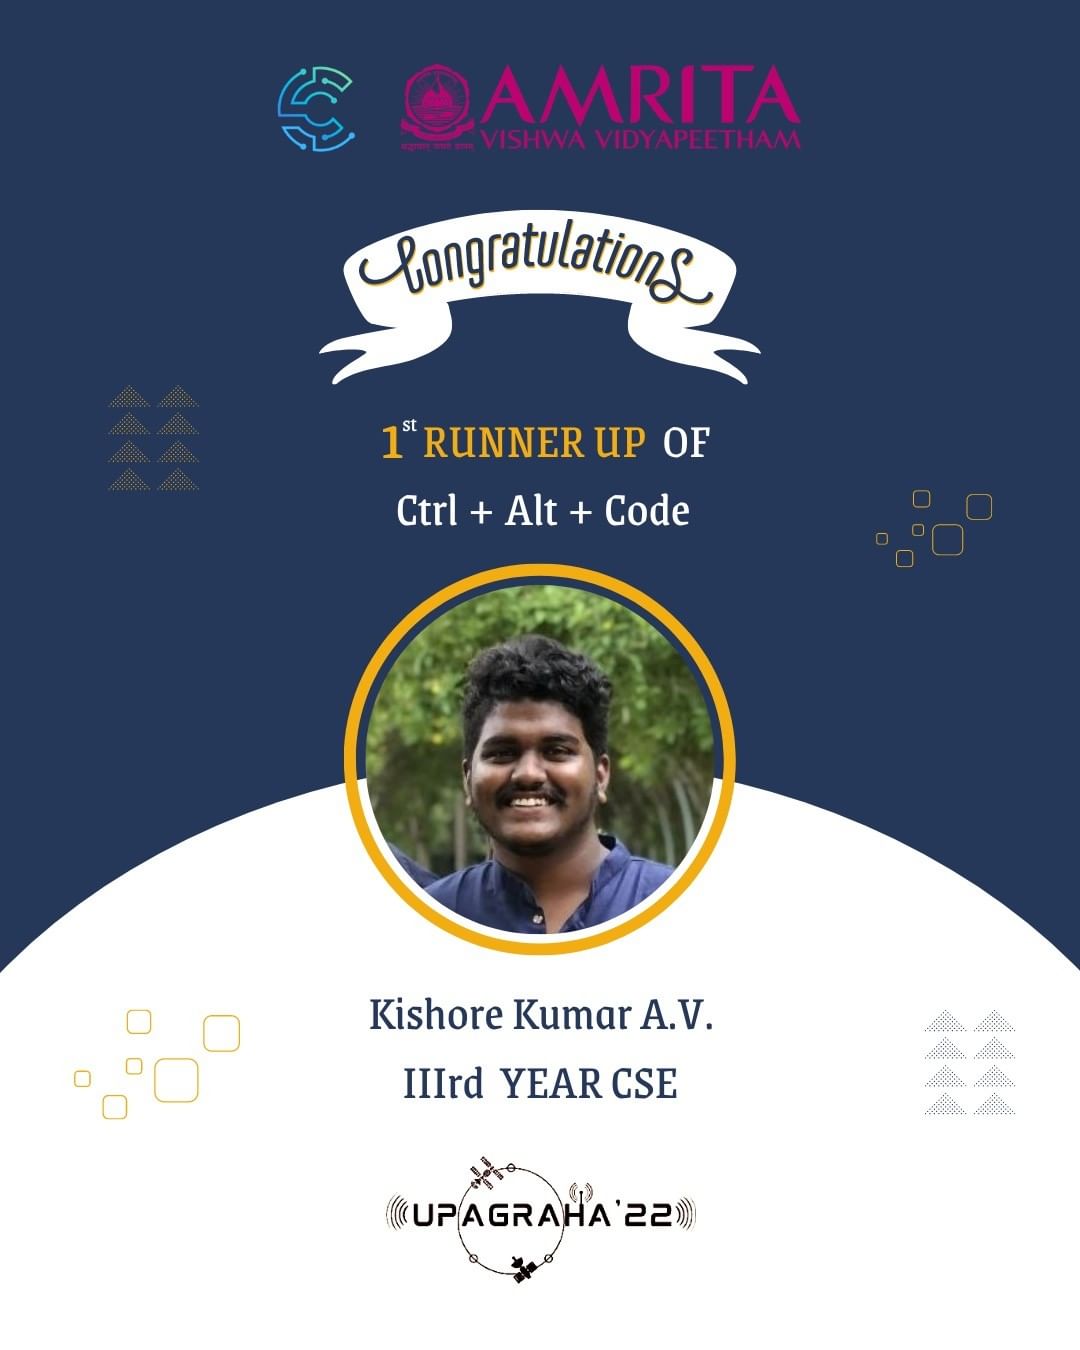 AMRITA
VISHWA VIDYAPEETHAM
Congratulations
1st RUNNER UP OF
Ctrl + Alt + Code
Kishore Kumar A.V.
IIIrd YEAR CSE
UPAGRAHA'22